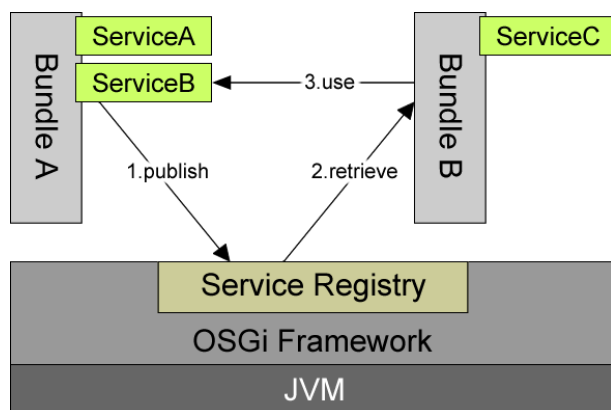 ServiceA
ServiceC
ServiceB
3.use
Bundle A
Bundle B
1.publish
2.retrieve
Service Registry
OSGi Framework
JVM